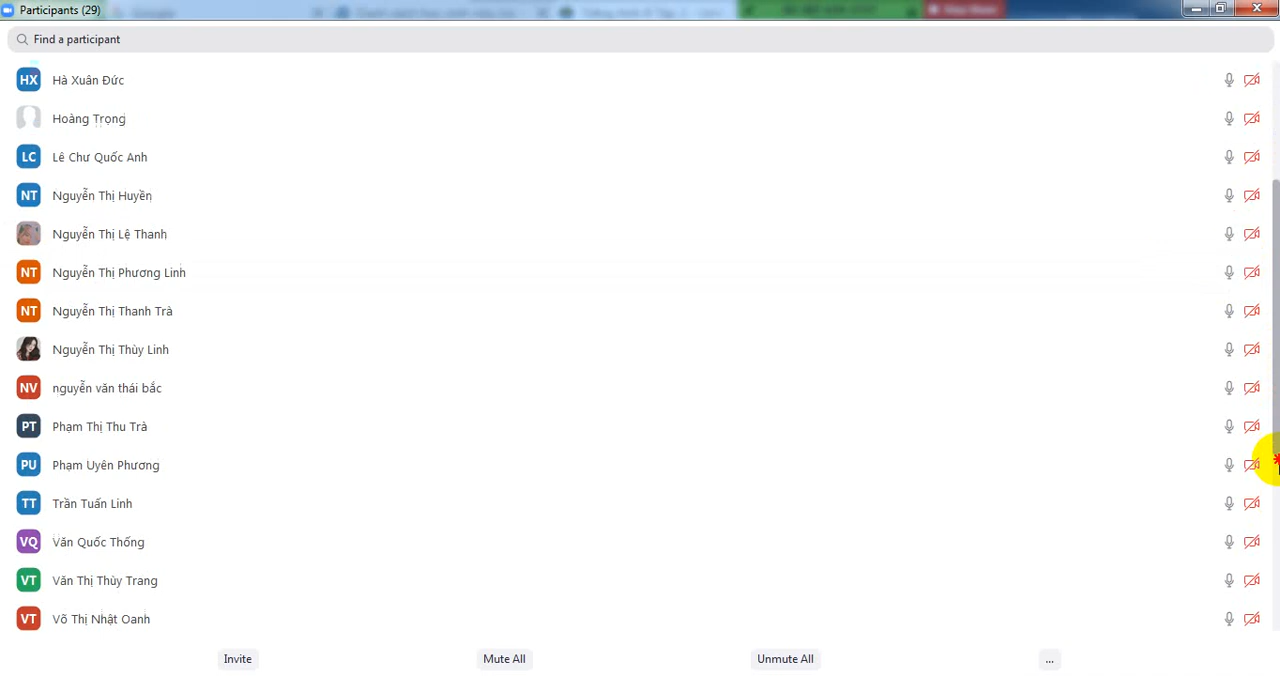 Participants (29)
Find a participant
HX Hà Xuân Đức
Hoàng Trọng
LC Lê Chư Quốc Anh
NT Nguyễn Thị Huyền
Nguyễn Thị Lệ Thanh
NT Nguyễn Thị Phương Linh
NT Nguyễn Thị Thanh Trà
Nguyễn Thị Thùy Linh
NV nguyễn văn thái bắc
PT Phạm Thị Thu Trà
PU Phạm Uyên Phương
TT Trần Tuấn Linh
VQ Văn Quốc Thống
VT Văn Thị Thùy Trang
VT Võ Thị Nhật Oanh
Invite Mute All Unmute All ...